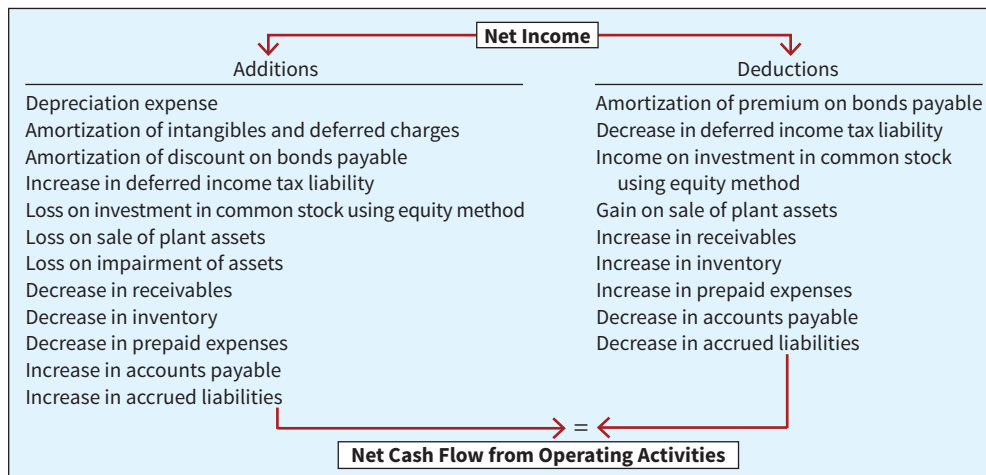 Net Income
Additions
Depreciation expense
Amortization of intangibles and deferred charges
Amortization of discount on bonds payable
Increase in deferred income tax liability
Loss on investment in common stock using equity method
Loss on sale of plant assets
Loss on impairment of assets
Decrease in receivables
Decrease in inventory
Decrease in prepaid expenses
Increase in accounts payable
Increase in accrued liabilities
Deductions
Amortization of premium on bonds payable
Decrease in deferred income tax liability
Income on investment in common stock
using equity method
Gain on sale of plant assets
Increase in receivables
Increase in inventory
Increase in prepaid expenses
Decrease in accounts payable
Decrease in accrued liabilities
=
Net Cash Flow from Operating Activities